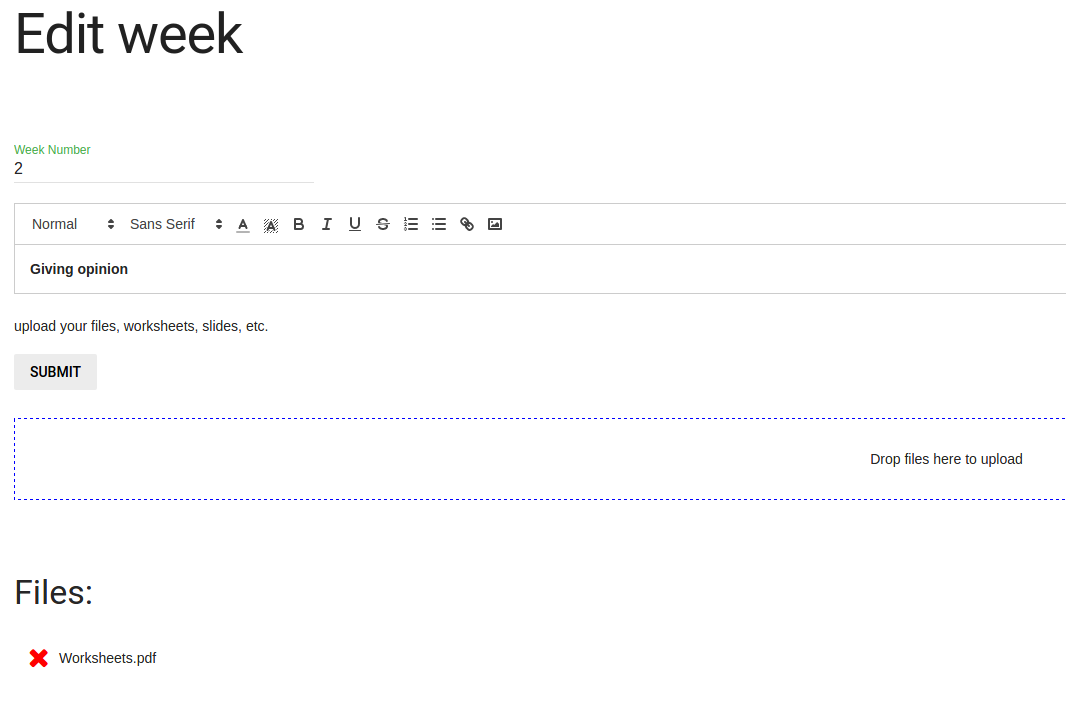 Edit week
Week Number
2
Normal Sans Serif
Giving opinion
upload your files, worksheets, slides, etc.
SUBMIT
Drop files here to upload
Files:
Worksheets.pdf